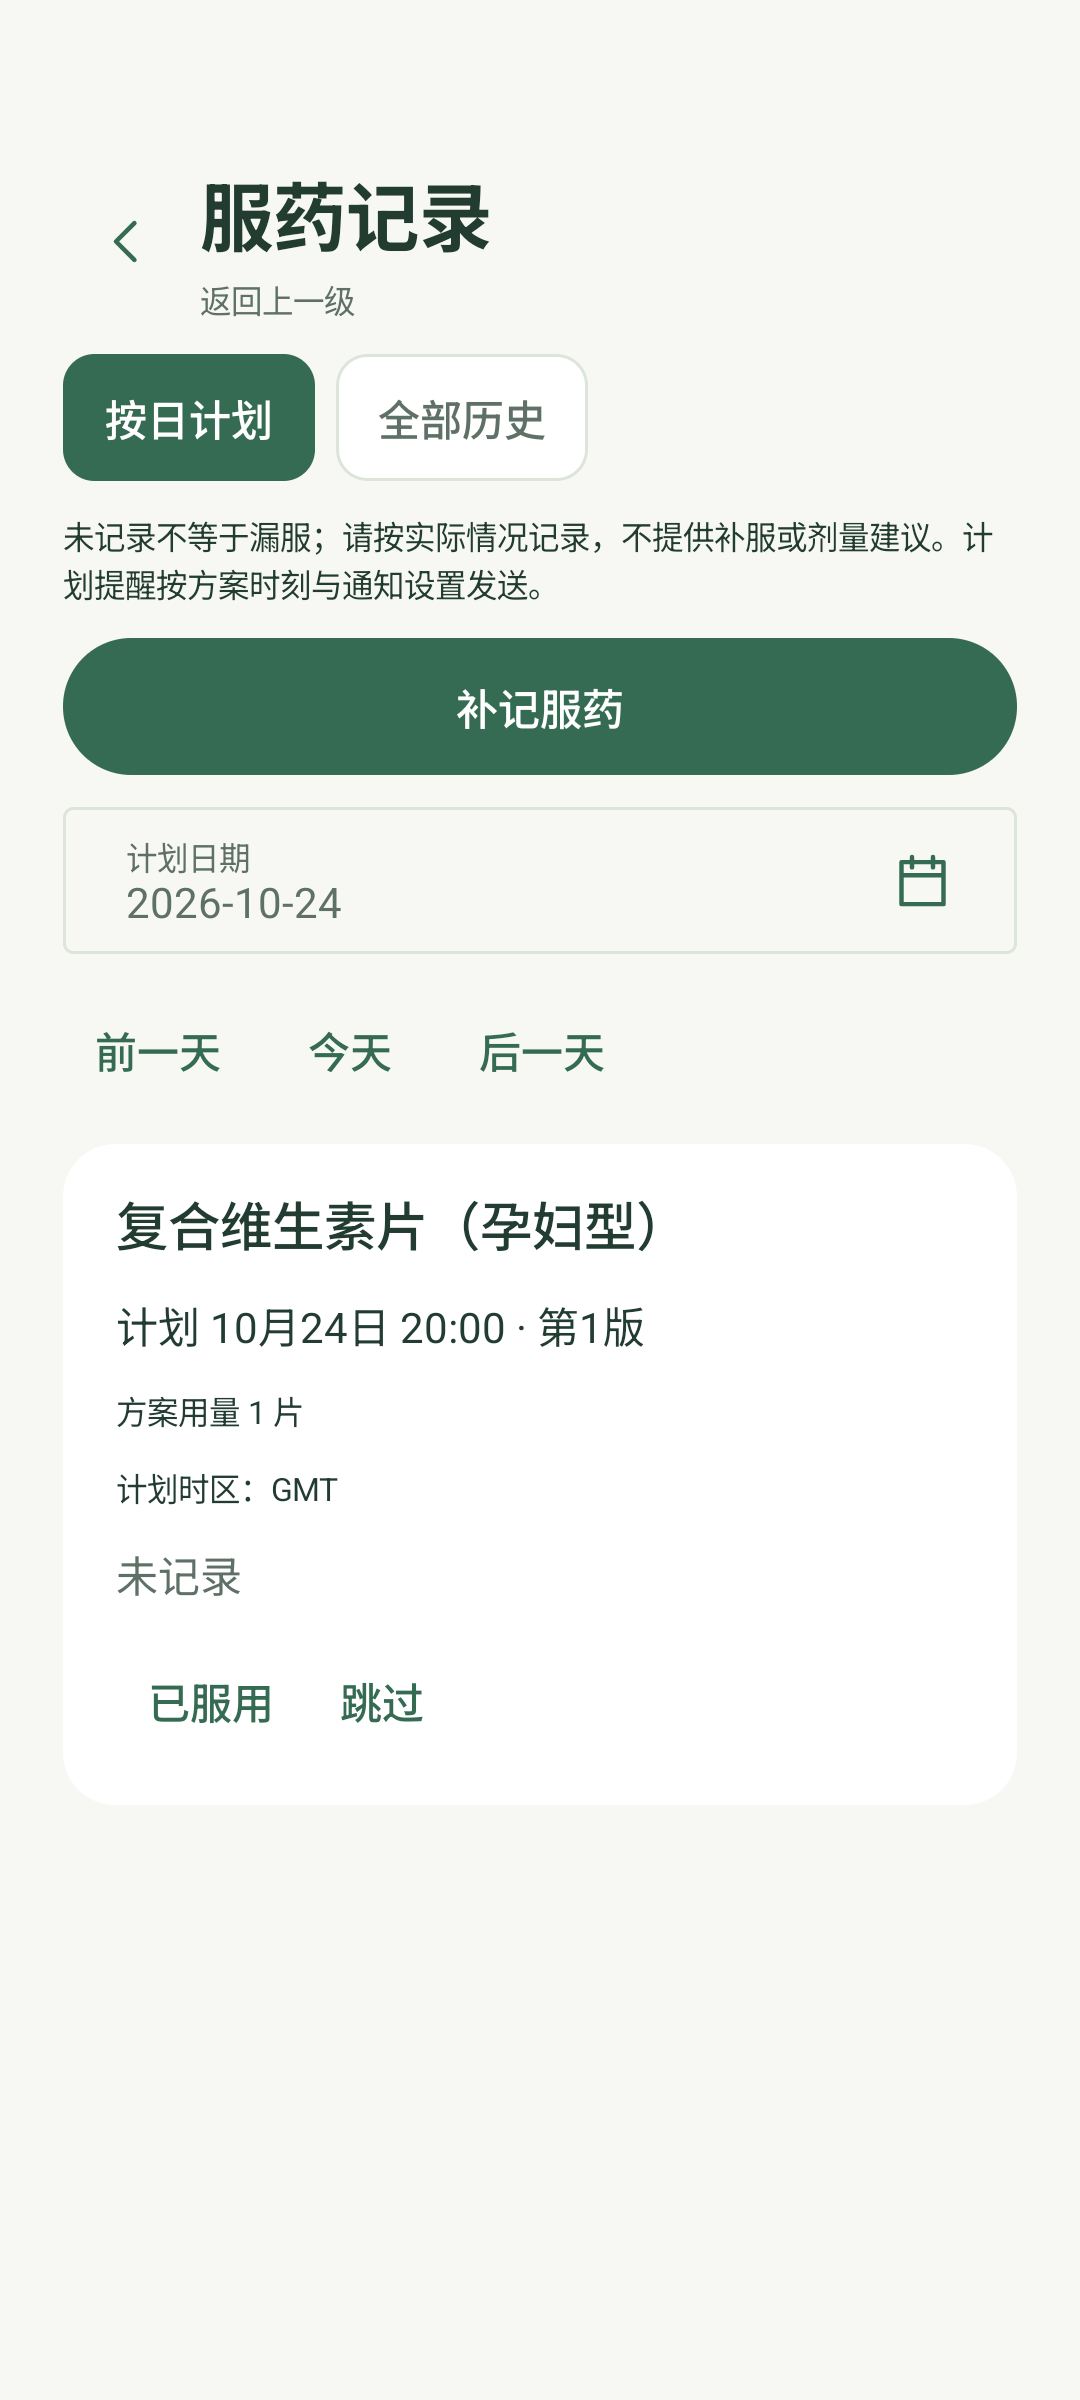 服药记录
返回上一级
按日计划
全部历史
未记录不等于漏服；请按实际情况记录，不提供补服或剂量建议。计
划提醒按方案时刻与通知设置发送。
补记服药
计划日期
2026-10-24
前一天
今天
后一天
复合维生素片（孕妇型）
计划 10月24日 20:00 · 第1版
方案用量 1 片
计划时区：GMT
未记录
已服用
跳过